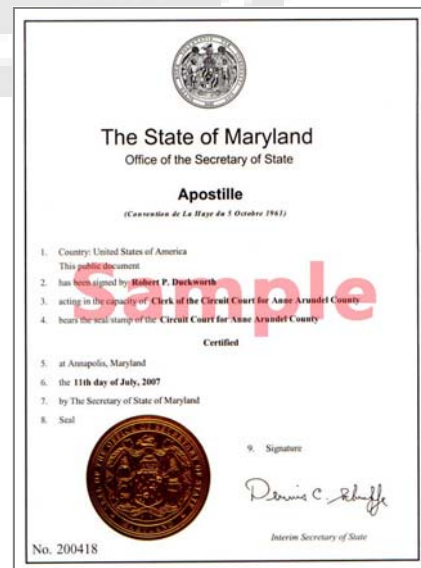 The State of Maryland
Office of the Secretary of State
Apostille
(Convention de La Haye du 5 Octobre 1961)
1. Country: United States of America
This public document
2. has been signed by Robert P. Duckworth
3. acting in the capacity of Clerk of the Circuit Court for Anne Arundel County
4. bears the seal/stamp of the Circuit Court for Anne Arundel County
Sample
Certified
5. at Annapolis, Maryland
6. the 11th day of July, 2007
7. by The Secretary of State of Maryland
8. Seal
9. Signature
Dennis C.
Interim Secretary of State
No. 200418